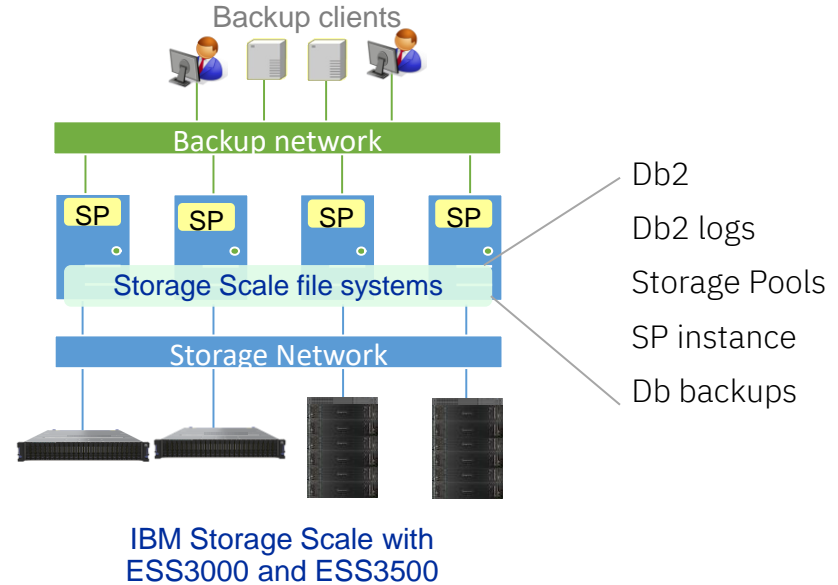 Backup clients
Backup network
SP
SP
SP
SP
Storage Scale file systems
Storage Network
Db2
Db2 logs
Storage Pools
SP instance
Db backups
IBM Storage Scale with
ESS3000 and ESS3500